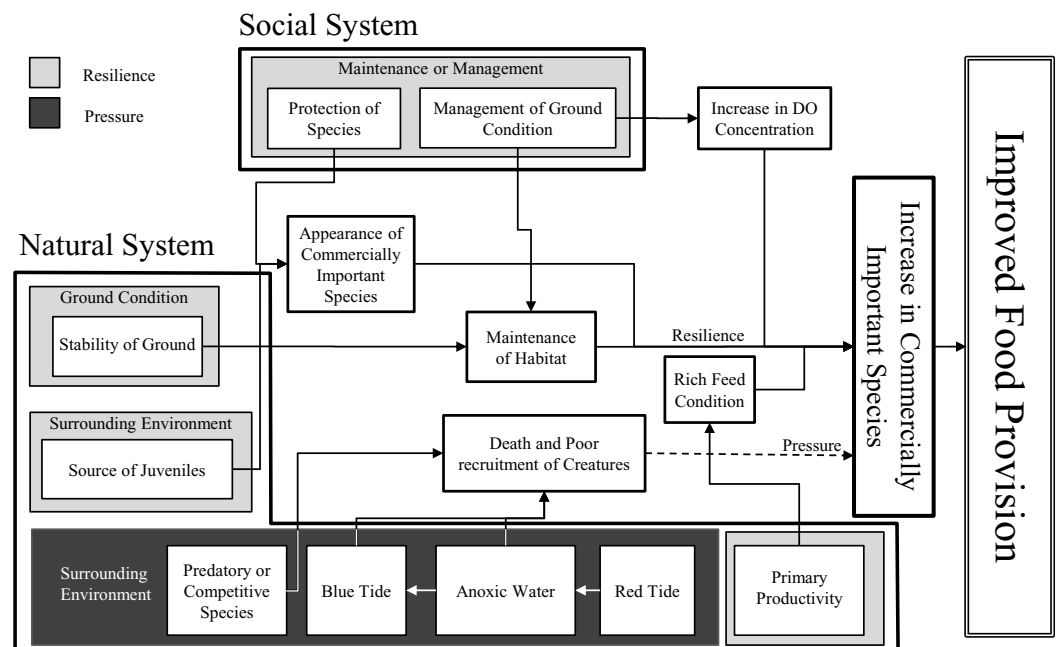 Social System
Resilience
Pressure
Maintenance or Management
Protection of
Species
Management of Ground
Condition
Increase in DO
Concentration
Natural System
Appearance of
Commercially
Important
Species
Ground Condition
Stability of Ground
Maintenance
of Habitat
Resilience
Rich Feed
Condition
Surrounding Environment
Source of Juveniles
Death and Poor
recruitment of Creatures
Pressure
Increase in Commercially
Important Species
Improved Food Provision
Surrounding
Environment
Predatory or
Competitive
Species
Blue Tide
Anoxic Water
Red Tide
Primary
Productivity